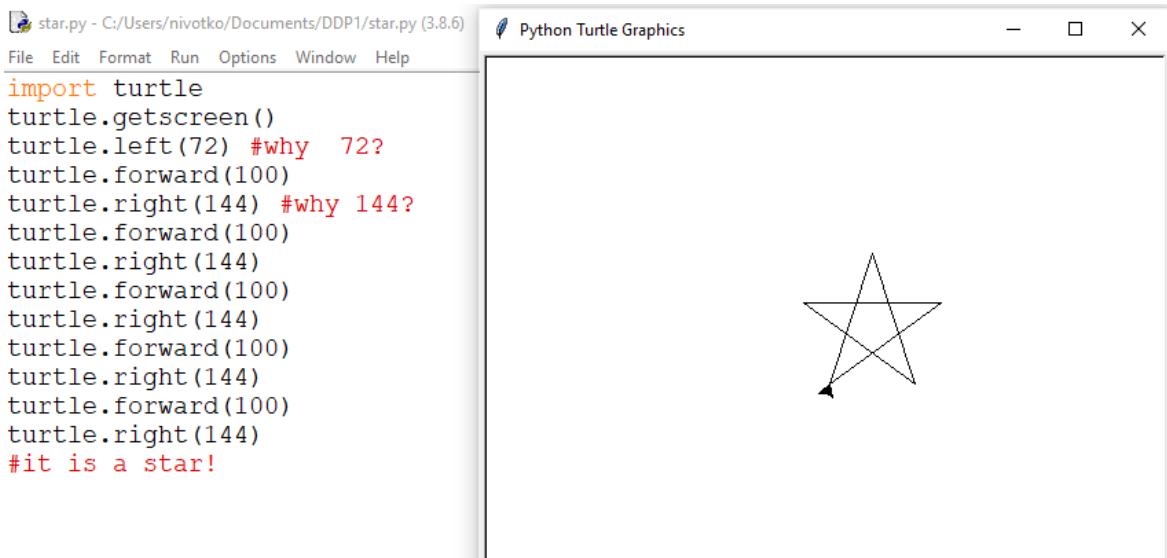 star.py - C:/Users/nivotko/Documents/DDP1/star.py (3.8.6)
File Edit Format Run Options Window Help
import turtle
turtle.getscreen()
turtle.left(72) #why  72?
turtle.forward(100)
turtle.right(144) #why 144?
turtle.forward(100)
turtle.right(144)
turtle.forward(100)
turtle.right(144)
turtle.forward(100)
turtle.right(144)
turtle.forward(100)
turtle.right(144)
#it is a star!
Python Turtle Graphics